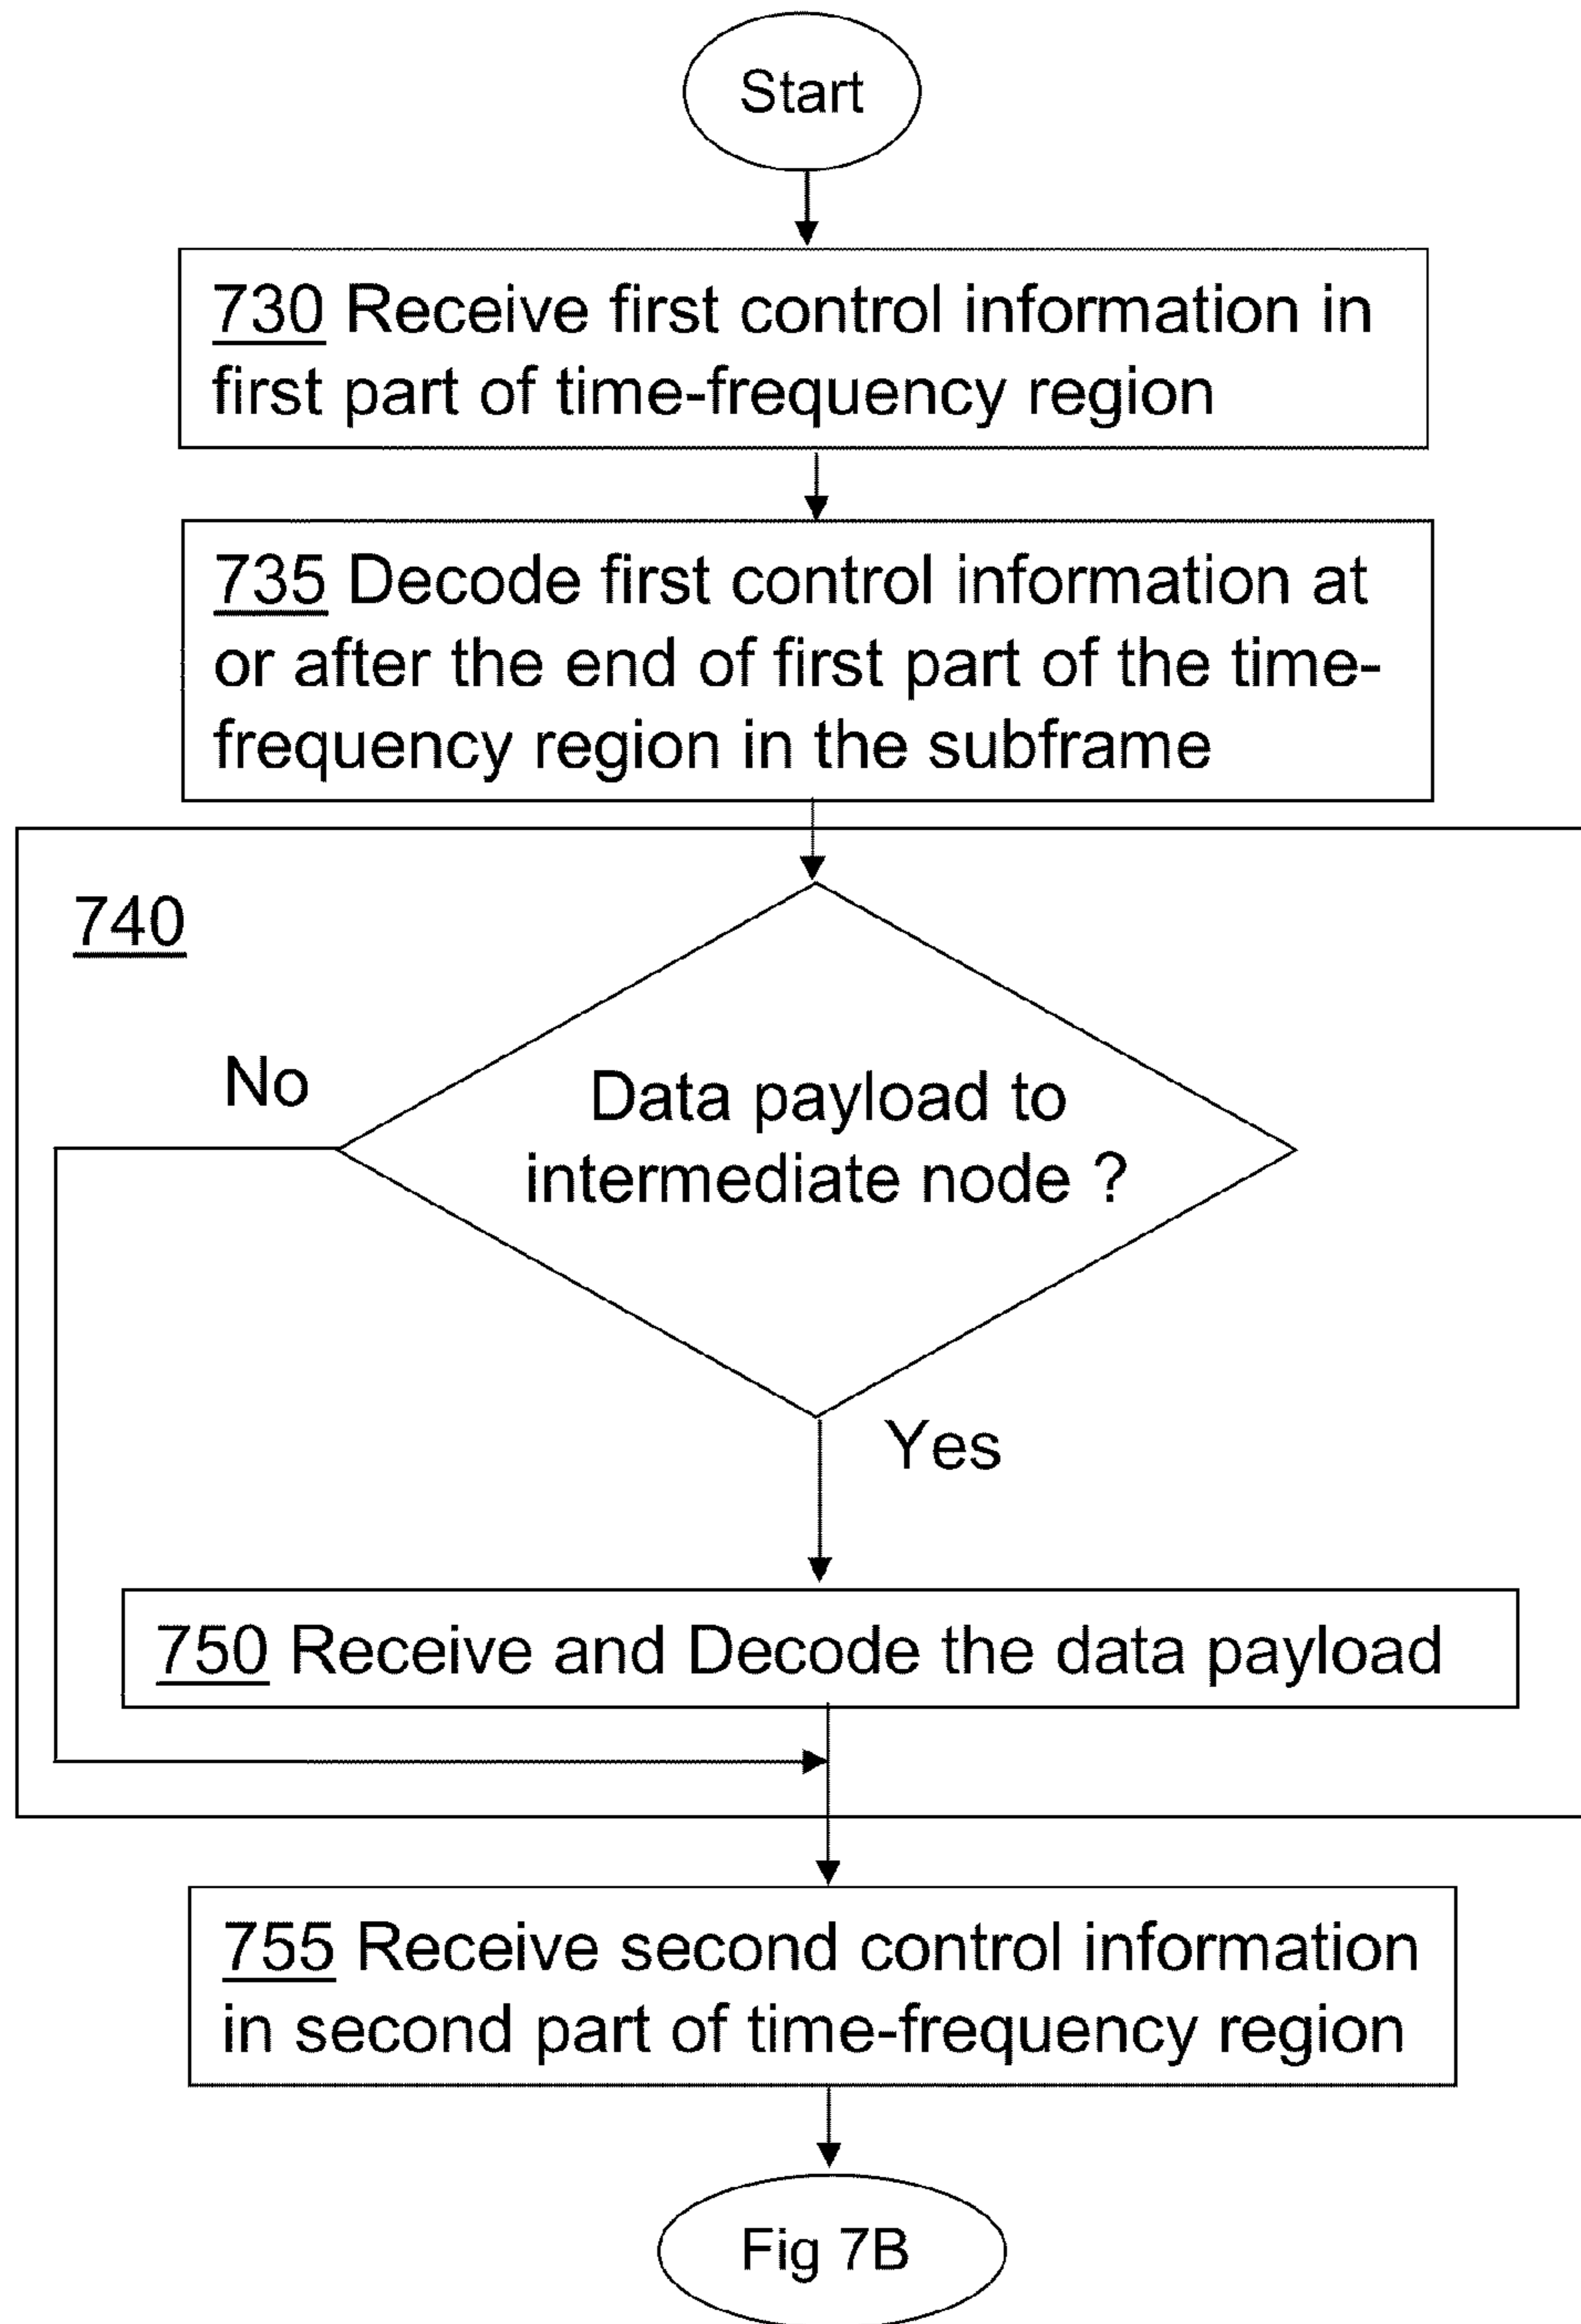 Start
730 Receive first control information in
first part of time-frequency region
735 Decode first control information at
or after the end of first part of the time-
frequency region in the subframe
740
No
Data payload to
intermediate node ?
Yes
750 Receive and Decode the data payload
755 Receive second control information
in second part of time-frequency region
Fig 7B